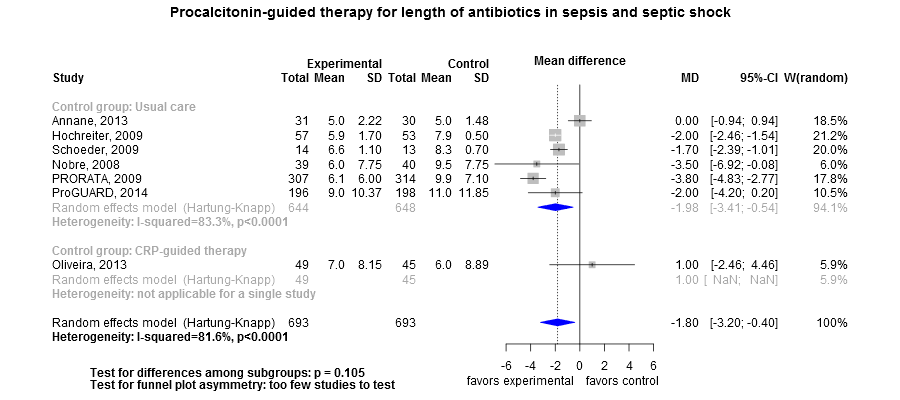 Procalcitonin-guided therapy for length of antibiotics in sepsis and septic shock
Experimental Control Mean difference
Study Total Mean SD Total Mean SD MD 95%-CI W(random)
Control group: Usual care
Annane, 2013 31 5.0 2.22 30 5.0 1.48 0.00 [-0.94; 0.94] 18.5%
Hochreiter, 2009 57 5.9 1.70 53 7.9 0.50 -2.00 [-2.46; -1.54] 21.2%
Schoeder, 2009 14 6.6 1.10 13 8.3 0.70 -1.70 [-2.39; -1.01] 20.0%
Nobre, 2008 39 6.0 7.75 40 9.5 7.75 -3.50 [-6.92; -0.08] 6.0%
PRORATA, 2009 307 6.1 6.00 314 9.9 7.10 -3.80 [-4.83; -2.77] 17.8%
ProGUARD, 2014 196 9.0 10.37 198 11.0 11.85 -2.00 [-4.20; 0.20] 10.5%
Random effects model (Hartung-Knapp) 644 648 -1.98 [-3.41; -0.54] 94.1%
Heterogeneity: I-squared=83.3%, p<0.0001
Control group: CRP-guided therapy
Oliveira, 2013 49 7.0 8.15 45 6.0 8.89 1.00 [-2.46; 4.46] 5.9%
Random effects model (Hartung-Knapp) 49 45 1.00 [ NaN; NaN] 5.9%
Heterogeneity: not applicable for a single study
Random effects model (Hartung-Knapp) 693 693 -1.80 [-3.20; -0.40] 100%
Heterogeneity: I-squared=81.6%, p<0.0001
-6 -4 -2 0 2 4 6
favors experimental favors control
Test for differences among subgroups: p = 0.105
Test for funnel plot asymmetry: too few studies to test